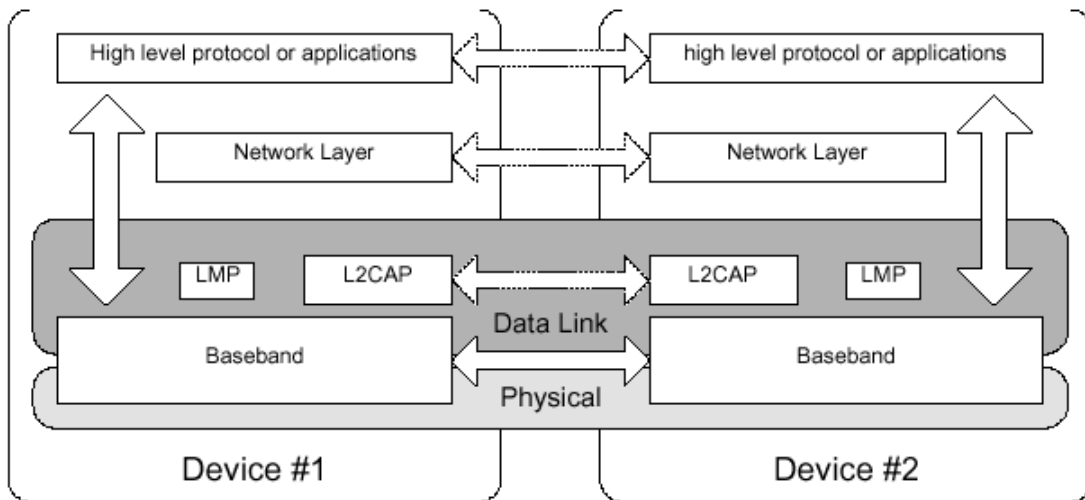 High level protocol or applications
high level protocol or applications
Network Layer
Network Layer
LMP
L2CAP
L2CAP
LMP
Data Link
Baseband
Baseband
Physical
Device #1
Device #2